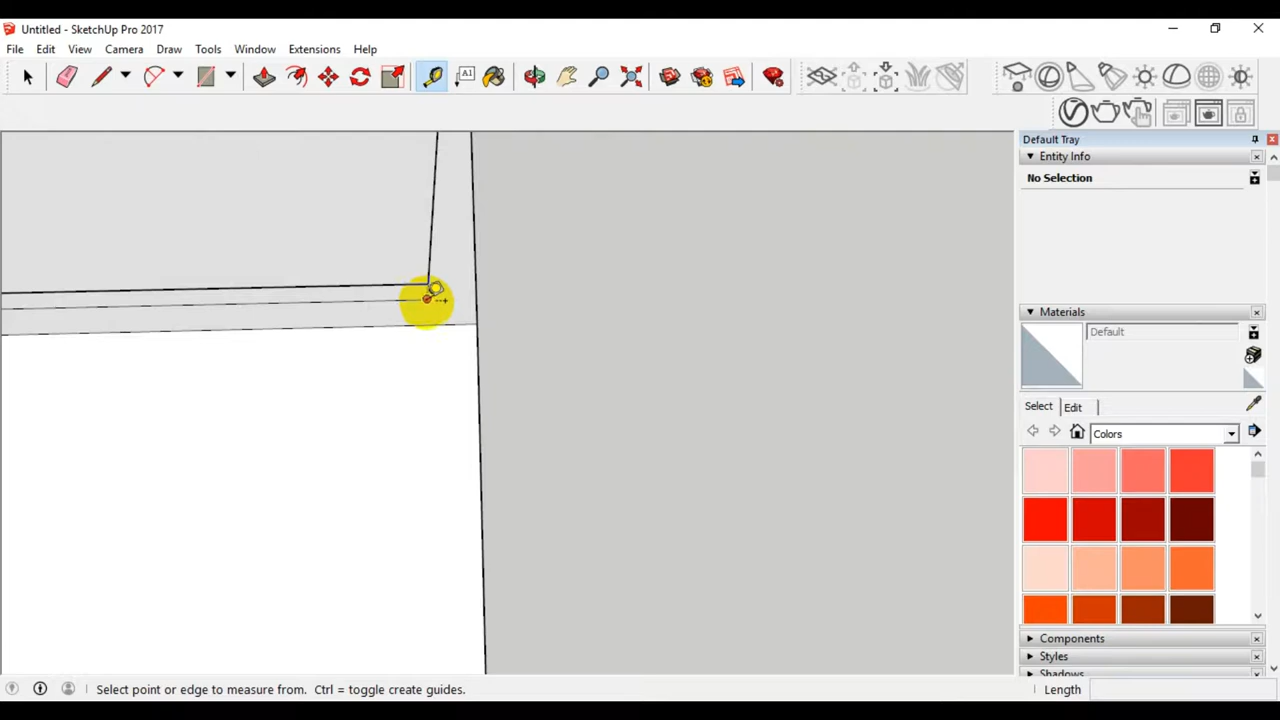 Untitled - SketchUp Pro 2017
File Edit View Camera Draw Tools Window Extensions Help
A1
Default Tray
Entity Info
No Selection
Materials
Default
Select Edit
Colors
Components
Styles
Shadows
Select point or edge to measure from. Ctrl = toggle create guides.
Length